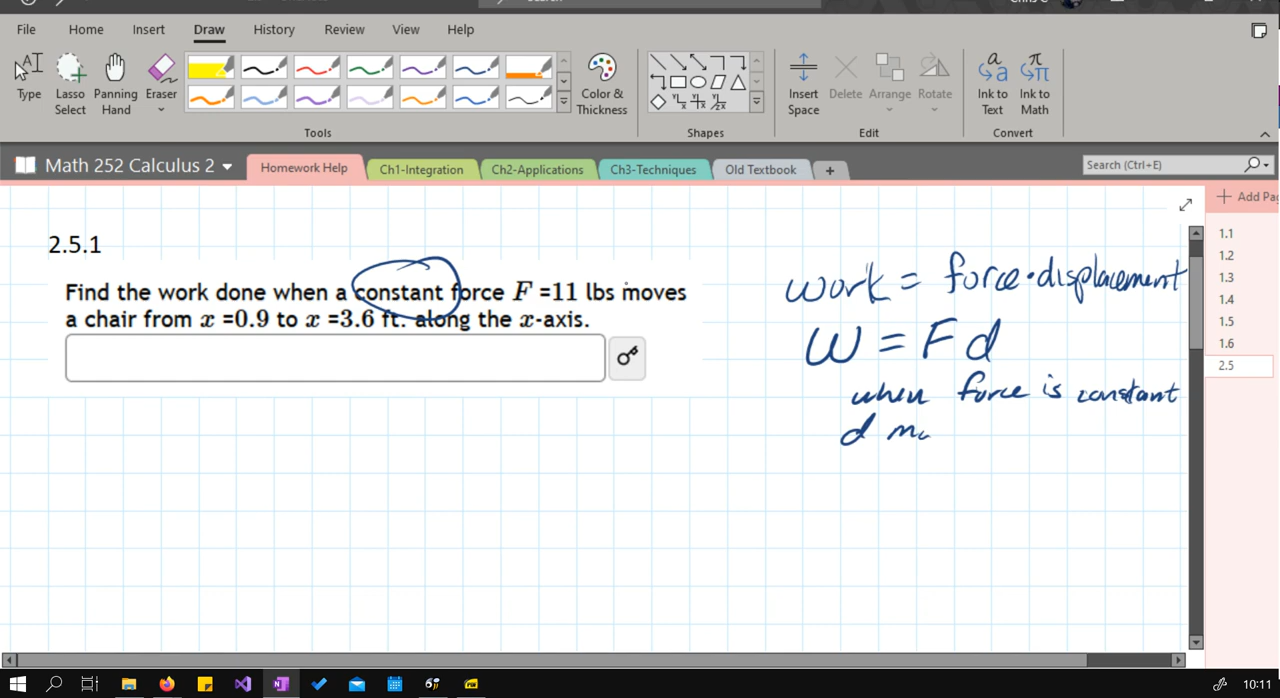 File Home Insert Draw History Review View Help
Type Lasso Select Panning Hand Eraser Color & Thickness Insert Space Delete Arrange Rotate Ink to Text Ink to Math
Tools Shapes Edit Convert
Math 252 Calculus 2 Homework Help Ch1-Integration Ch2-Applications Ch3-Techniques Old Textbook + Search (Ctrl+E)
+ Add Pag
1.1
1.2
1.3
1.4
1.5
1.6
2.5
2.5.1
Find the work done when a constant force F =11 lbs moves
a chair from x =0.9 to x =3.6 ft. along the x-axis.
work = force · displacement
W = F d
when force is constant
d
10:11